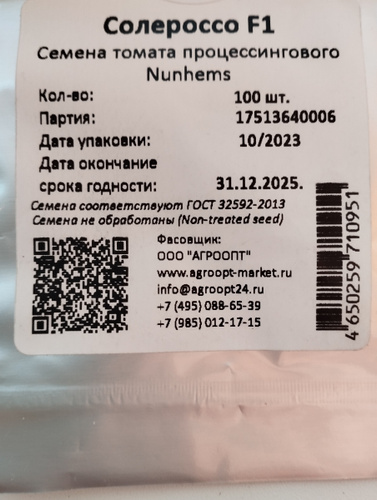 Солероссо F1
Семена томата процессингового
Nunhems
Кол-во: 100 шт.
Партия: 17513640006
Дата упаковки: 10/2023
Дата окончание
срока годности: 31.12.2025.
Семена соответствуют ГОСТ 32592-2013
Семена не обработаны (Non-treated seed)
Фасовщик:
ООО "АГРООПТ"
www.agroopt-market.ru
info@agroopt24.ru
+7 (495) 088-65-39
+7 (985) 012-17-15
4 650259 710951